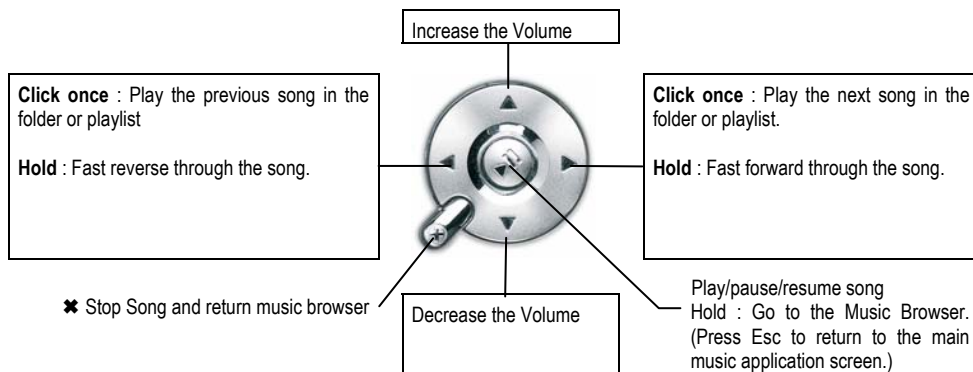 Increase the Volume
Click once : Play the previous song in the
folder or playlist
Hold : Fast reverse through the song.
Click once : Play the next song in the
folder or playlist.
Hold : Fast forward through the song.
✖ Stop Song and return music browser
Decrease the Volume
Play/pause/resume song
Hold : Go to the Music Browser.
(Press Esc to return to the main
music application screen.)